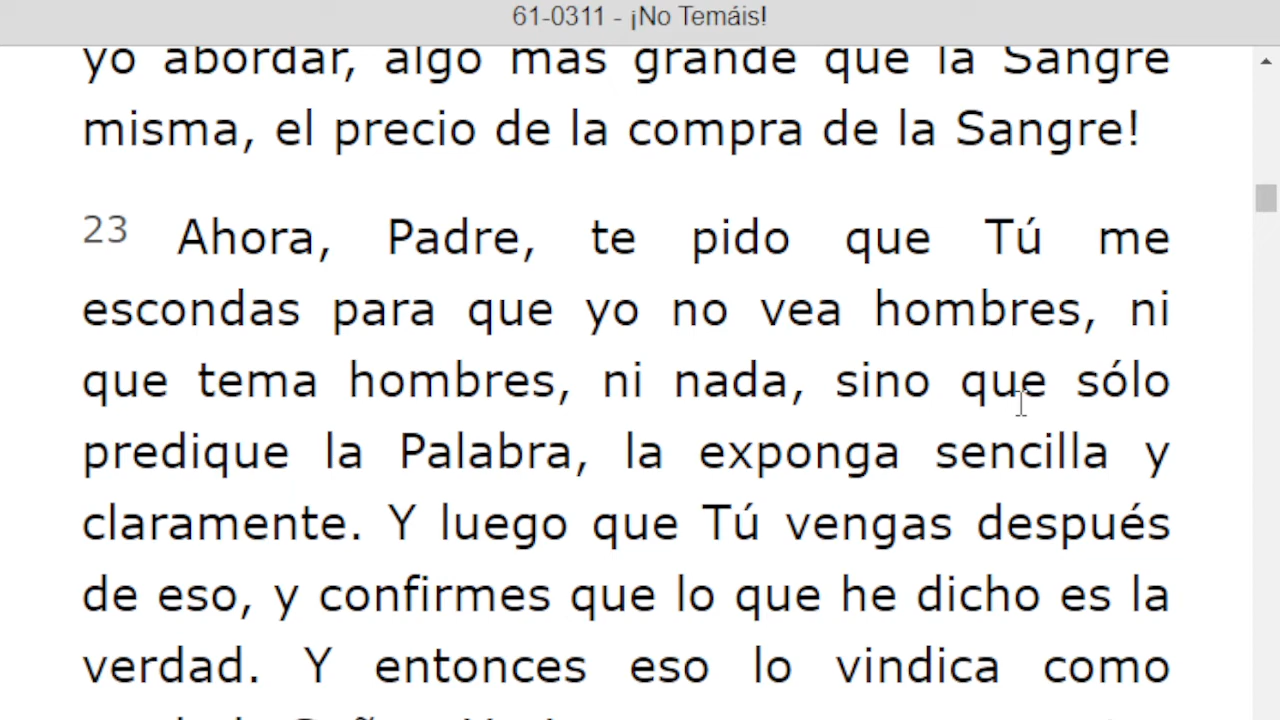 61-0311 - ¡No Temáis!
yo abordar, algo más grande que la Sangre
misma, el precio de la compra de la Sangre!
23 Ahora, Padre, te pido que Tú me
escondas para que yo no vea hombres, ni
que tema hombres, ni nada, sino que sólo
predique la Palabra, la exponga sencilla y
claramente. Y luego que Tú vengas después
de eso, y confirmes que lo que he dicho es la
verdad. Y entonces eso lo vindica como